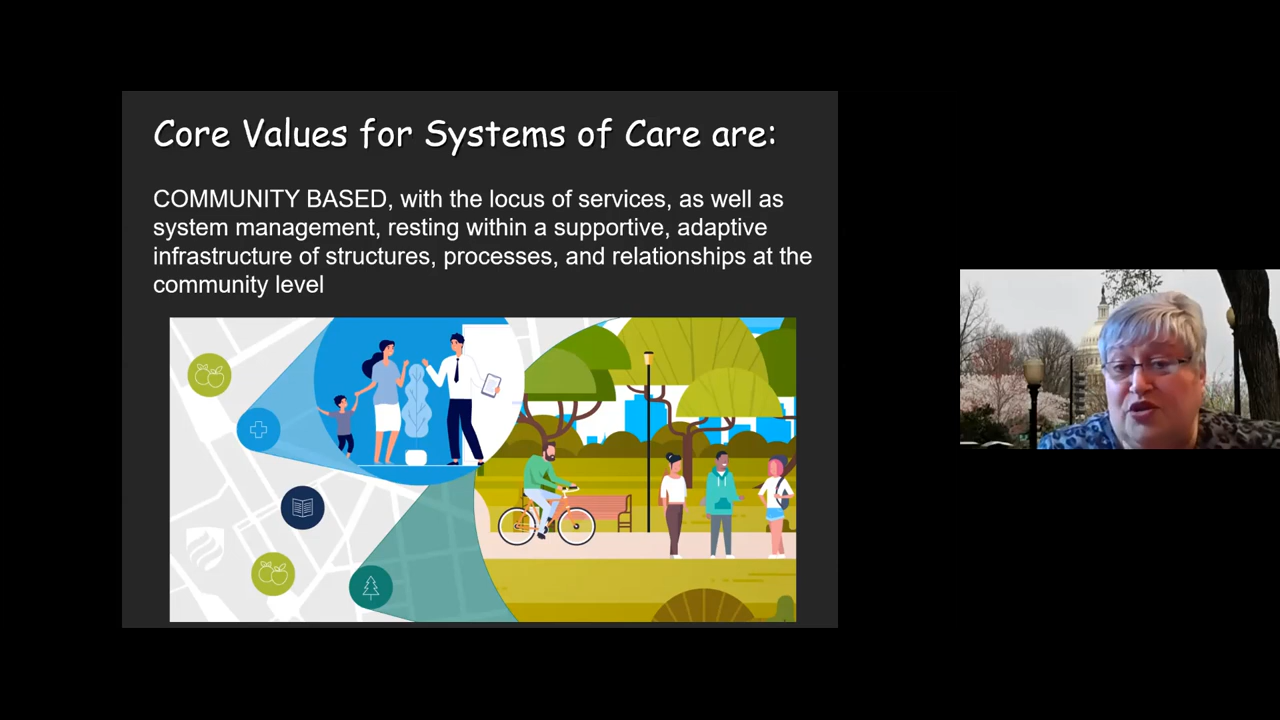 Core Values for Systems of Care are:
COMMUNITY BASED, with the locus of services, as well as
system management, resting within a supportive, adaptive
infrastructure of structures, processes, and relationships at the
community level